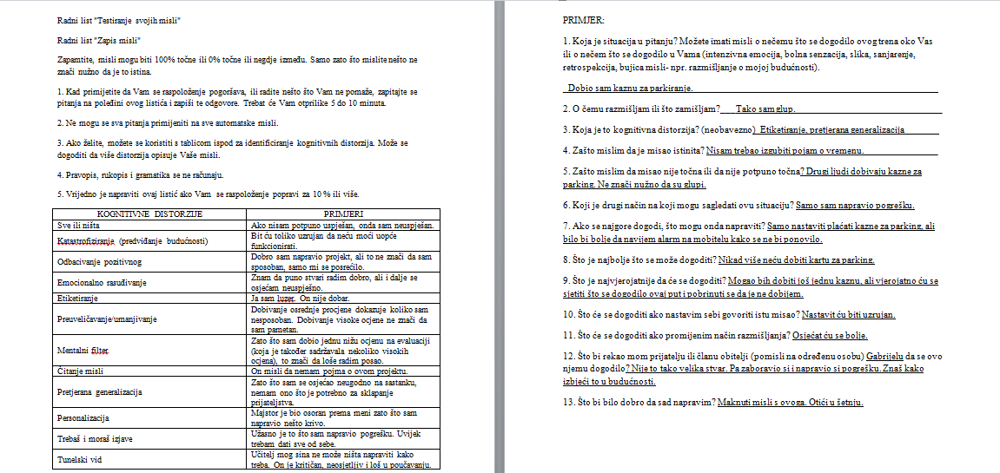 Radni list "Testiranje svojih misli"
Radni list "Zapis misli"
Zapamtite, misli mogu biti 100% točne ili 0% točne ili negdje između. Samo zato što mislite nešto ne
znači nužno da je to istina.
1. Kad primijetite da Vam se raspoloženje pogoršava, ili radite nešto što Vam ne pomaže, zapitajte se
pitanja na poleđini ovog listića i zapiši te odgovore. Trebat će Vam otprilike 5 do 10 minuta.
2. Ne mogu se sva pitanja primijeniti na sve automatske misli.
3. Ako želite, možete se koristiti s tablicom ispod za identificiranje kognitivnih distorzija. Može se
dogoditi da više distorzija opisuje Vaše misli.
4. Pravopis, rukopis i gramatika se ne računaju.
5. Vrijedno je napraviti ovaj listić ako Vam se raspoloženje popravi za 10 % ili više.
KOGNITIVNE DISTORZIJE PRIMJERI
Sve ili ništa Ako nisam potpuno uspješan, onda sam neuspješan.
Katastrofiziranje (predviđanje budućnosti) Bit ću toliko uzrujan da neću moći uopće
funkcionirati.
Odbacivanje pozitivnog Dobro sam napravio projekt, ali to ne znači da sam
sposoban, samo mi se posrećilo.
Emocionalno rasuđivanje Znam da puno stvari radim dobro, ali i dalje se
osjećam neuspješno.
Etiketiranje Ja sam luzer. On nije dobar.
Preuveličavanje/umanjivanje Dobivanje osrednje procjene dokazuje koliko sam
nesposoban. Dobivanje visoke ocjene ne znači da
sam pametan.
Mentalni filter Zato što sam dobio jednu nižu ocjenu na evaluaciji
(koja je također sadržavala nekoliko visokih
ocjena), to znači da loše radim posao.
Čitanje misli On misli da nemam pojma o ovom projektu.
Pretjerana generalizacija Zato što sam se osjećao neugodno na sastanku,
nemam ono što je potrebno za sklapanje
prijateljstva.
Personalizacija Majstor je bio osoran prema meni zato što sam
napravio nešto krivo.
Trebaš i moraš izjave Užasno je to što sam napravio pogrešku. Uvijek
trebam dati sve od sebe.
Tunelski vid Učitelj mog sina ne može ništa napraviti kako
treba. On je kritičan, neosjetljiv i loš u poučavanju.
PRIMJER:
1. Koja je situacija u pitanju? Možete imati misli o nečemu što se dogodilo ovog trena oko Vas
ili o nečem što se dogodilo u Vama (intenzivna emocija, bolna senzacija, slika, sanjarenje,
retrospekcija, bujica misli- npr. razmišljanje o mojoj budućnosti).
Dobio sam kaznu za parkiranje.
2. O čemu razmišljam ili što zamišljam? Tako sam glup.
3. Koja je to kognitivna distorzija? (neobavezno) Etiketiranje, pretjerana generalizacija
4. Zašto mislim da je misao istinita? Nisam trebao izgubiti pojam o vremenu.
5. Zašto mislim da misao nije točna ili da nije potpuno točna? Drugi ljudi dobivaju kazne za
parking. Ne znači nužno da su glupi.
6. Koji je drugi način na koji mogu sagledati ovu situaciju? Samo sam napravio pogrešku.
7. Ako se najgore dogodi, što mogu onda napraviti? Samo nastaviti plaćati kazne za parking, ali
bilo bi bolje da navijem alarm na mobitelu kako se ne bi ponovilo.
8. Što je najbolje što se može dogoditi? Nikad više neću dobiti kartu za parking.
9. Što je najvjerojatnije da će se dogoditi? Mogao bih dobiti još jednu kaznu, ali vjerojatno ću se
sjetiti što se dogodilo ovaj put i pobrinuti se da je ne dobijem.
10. Što će se dogoditi ako nastavim sebi govoriti istu misao? Nastavit ću biti uzrujan.
11. Što će se dogoditi ako promijenim način razmišljanja? Osjećat ću se bolje.
12. Što bi rekao mom prijatelju ili članu obitelji (pomisli na određenu osobu) Gabrijelu da se ovo
njemu dogodilo? Nije to tako velika stvar. Pa zaboravio si i napravio si pogrešku. Znaš kako
izbjeći to u budućnosti.
13. Što bi bilo dobro da sad napravim? Maknuti misli s ovoga. Otići u šetnju.